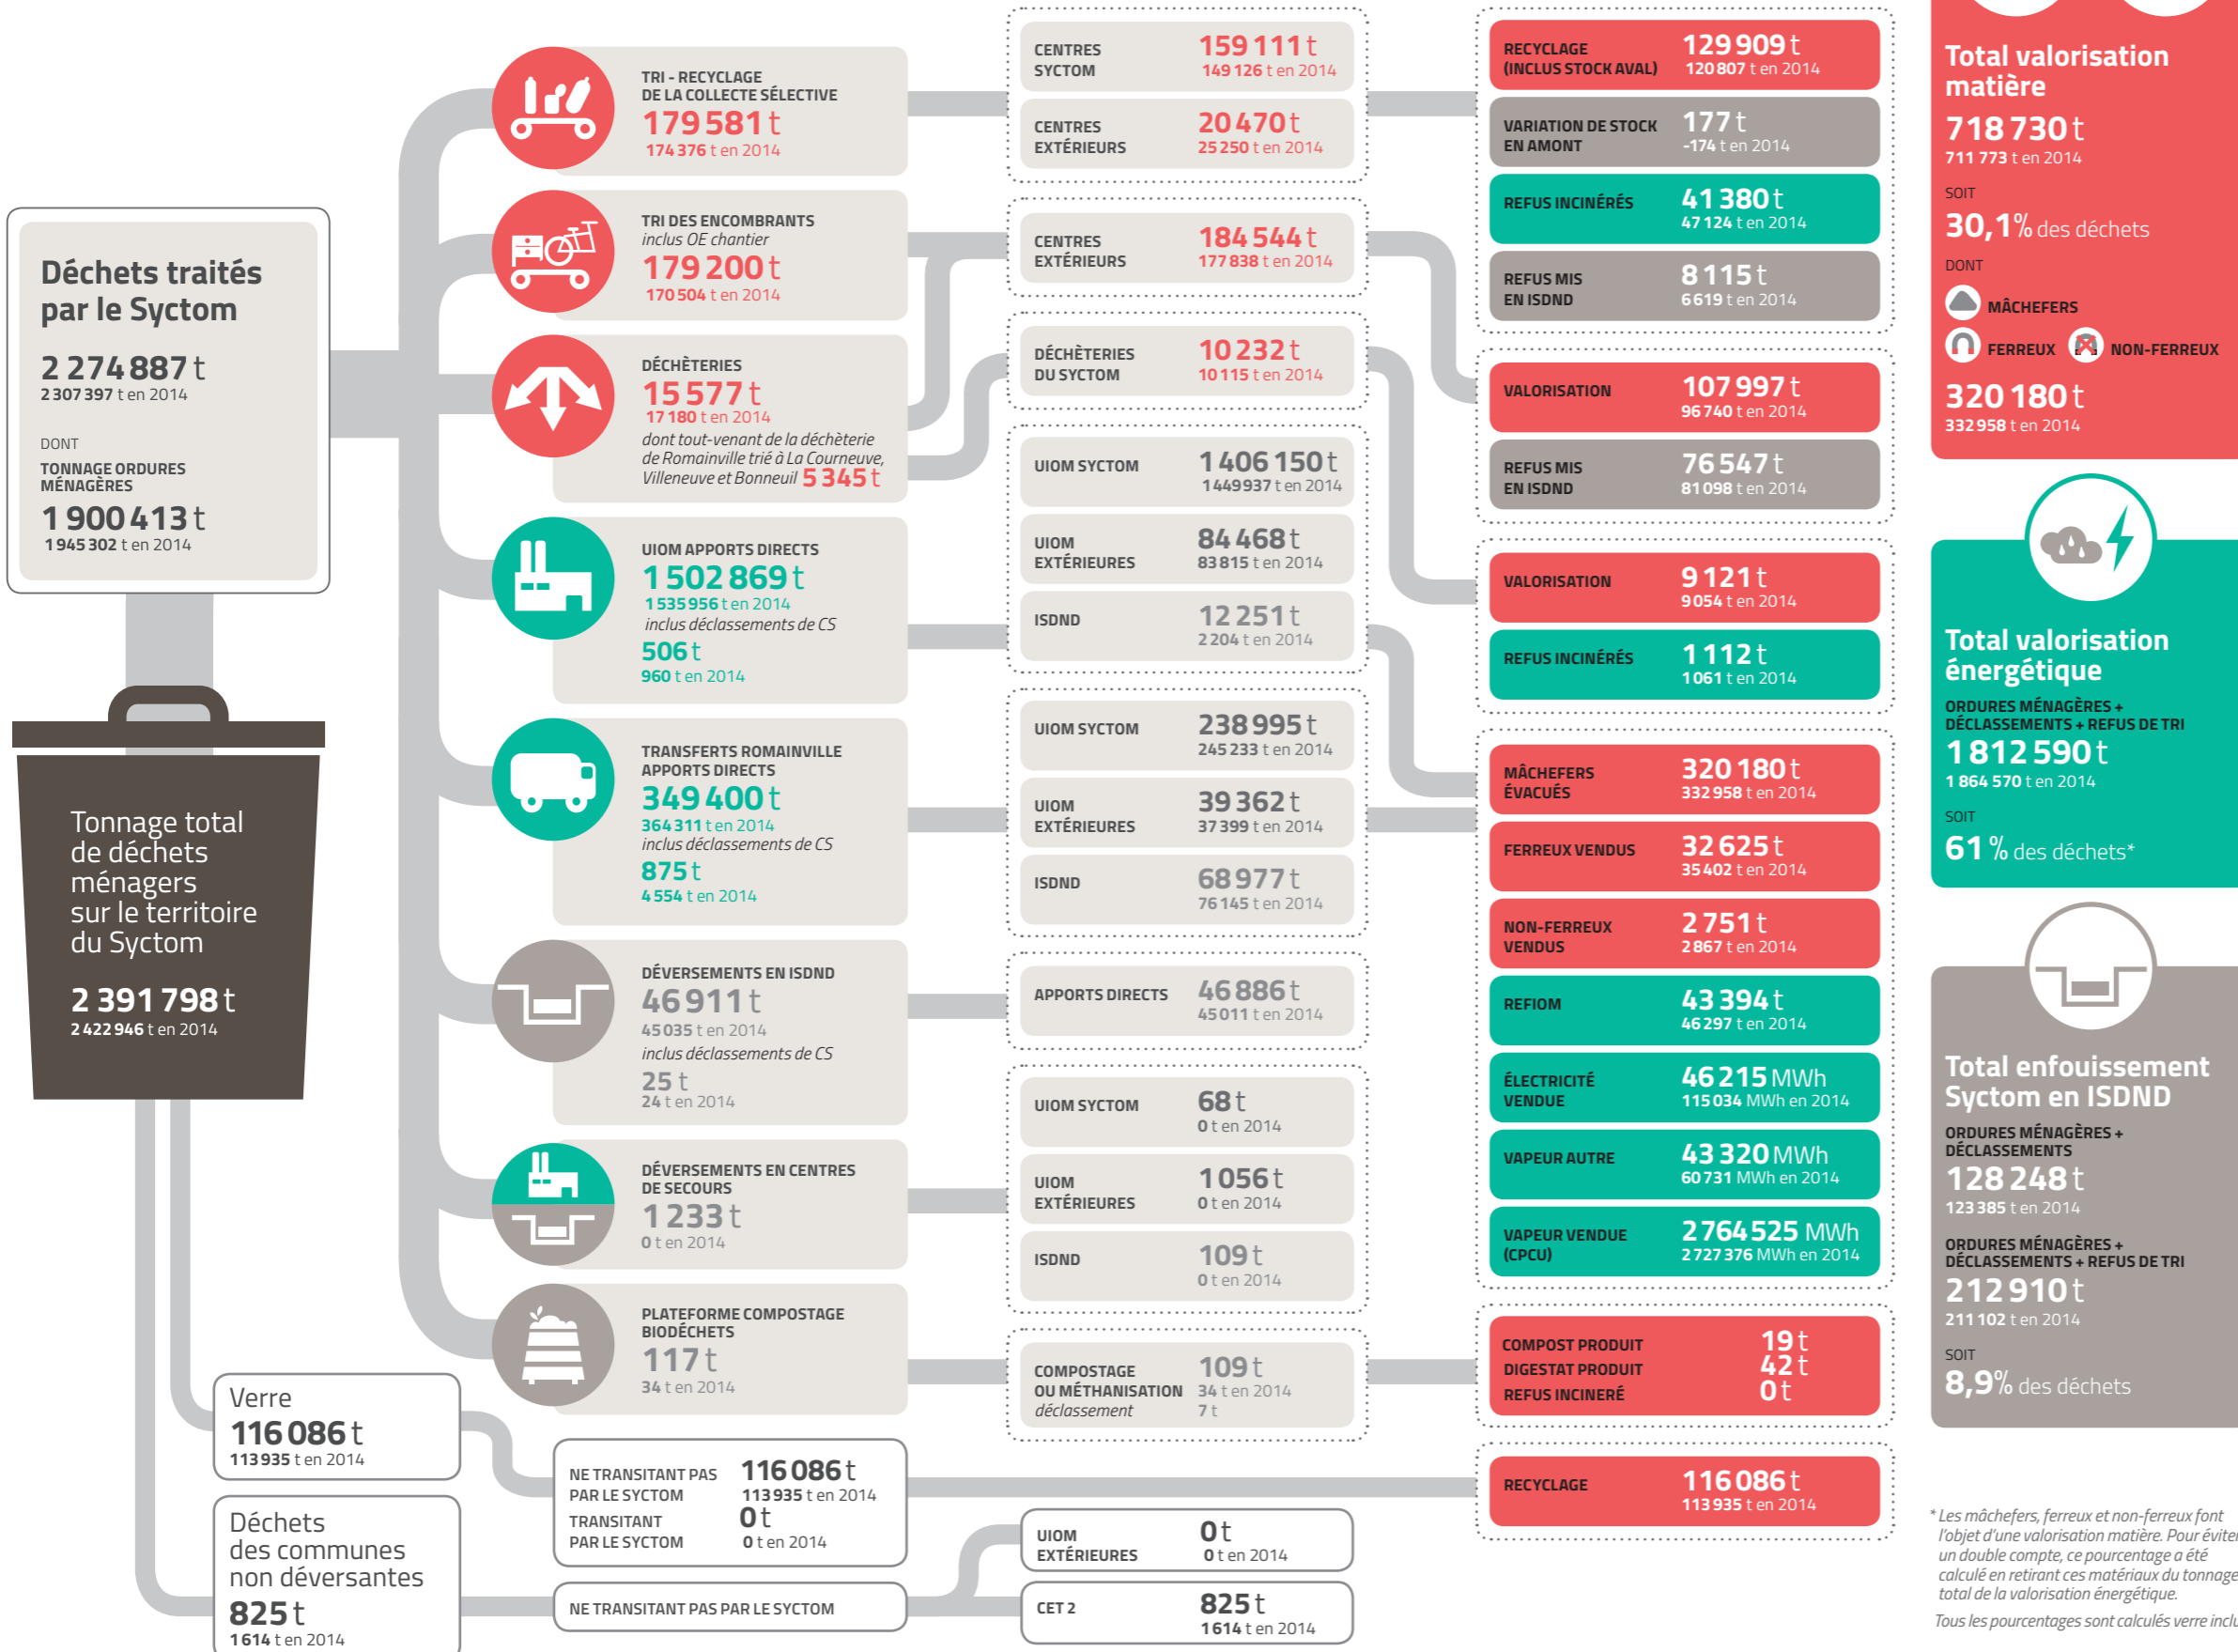 Déchets traités
par le Syctom
2 274 887 t
2 307 397 t en 2014
DONT
TONNAGE ORDURES
MÉNAGÈRES
1 900 413 t
1 945 302 t en 2014
Tonnage total
de déchets
ménagers
sur le territoire
du Syctom
2 391 798 t
2 422 946 t en 2014
Verre
116 086 t
113 935 t en 2014
Déchets
des communes
non déversantes
825 t
1 614 t en 2014
TRI - RECYCLAGE
DE LA COLLECTE SÉLECTIVE
179 581 t
174 376 t en 2014
TRI DES ENCOMBRANTS
inclus OE chantier
179 200 t
170 504 t en 2014
DÉCHÈTERIES
15 577 t
17 180 t en 2014
dont tout-venant de la déchèterie
de Romainville trié à La Courneuve,
Villeneuve et Bonneuil 5 345 t
UIOM APPORTS DIRECTS
1 502 869 t
1 535 956 t en 2014
inclus déclassements de CS
506 t
960 t en 2014
TRANSFERTS ROMAINVILLE
APPORTS DIRECTS
349 400 t
364 311 t en 2014
inclus déclassements de CS
875 t
4 554 t en 2014
DÉVERSEMENTS EN ISDND
46 911 t
45 035 t en 2014
inclus déclassements de CS
25 t
24 t en 2014
DÉVERSEMENTS EN CENTRES
DE SECOURS
1 233 t
0 t en 2014
PLATEFORME COMPOSTAGE
BIODÉCHETS
117 t
34 t en 2014
NE TRANSITANT PAS 116 086 t
PAR LE SYCTOM 113 935 t en 2014
TRANSITANT 0 t
PAR LE SYCTOM 0 t en 2014
NE TRANSITANT PAS PAR LE SYCTOM
CENTRES 159 111 t
SYCTOM 149 126 t en 2014
CENTRES 20 470 t
EXTÉRIEURS 25 250 t en 2014
CENTRES 184 544 t
EXTÉRIEURS 177 838 t en 2014
DÉCHÈTERIES 10 232 t
DU SYCTOM 10 115 t en 2014
UIOM SYCTOM 1 406 150 t
1 449 937 t en 2014
UIOM 84 468 t
EXTÉRIEURES 83 815 t en 2014
ISDND 12 251 t
2 204 t en 2014
UIOM SYCTOM 238 995 t
245 233 t en 2014
UIOM 39 362 t
EXTÉRIEURES 37 399 t en 2014
ISDND 68 977 t
76 145 t en 2014
APPORTS DIRECTS 46 886 t
45 011 t en 2014
UIOM SYCTOM 68 t
0 t en 2014
UIOM 1 056 t
EXTÉRIEURES 0 t en 2014
ISDND 109 t
0 t en 2014
COMPOSTAGE 109 t
OU MÉTHANISATION 34 t en 2014
déclassement 7 t
UIOM 0 t
EXTÉRIEURES 0 t en 2014
CET 2 825 t
1 614 t en 2014
RECYCLAGE 129 909 t
(INCLUS STOCK AVAL) 120 807 t en 2014
VARIATION DE STOCK 177 t
EN AMONT -174 t en 2014
REFUS INCINÉRÉS 41 380 t
47 124 t en 2014
REFUS MIS 8 115 t
EN ISDND 6 619 t en 2014
VALORISATION 107 997 t
96 740 t en 2014
REFUS MIS 76 547 t
EN ISDND 81 098 t en 2014
VALORISATION 9 121 t
9 054 t en 2014
REFUS INCINÉRÉS 1 112 t
1 061 t en 2014
MÂCHEFERS 320 180 t
ÉVACUÉS 332 958 t en 2014
FERREUX VENDUS 32 625 t
35 402 t en 2014
NON-FERREUX 2 751 t
VENDUS 2 867 t en 2014
REFIOM 43 394 t
46 297 t en 2014
ÉLECTRICITÉ 46 215 MWh
VENDUE 115 034 MWh en 2014
VAPEUR AUTRE 43 320 MWh
60 731 MWh en 2014
VAPEUR VENDUE 2 764 525 MWh
(CPCU) 2 727 376 MWh en 2014
COMPOST PRODUIT 19 t
DIGESTAT PRODUIT 42 t
REFUS INCINERÉ 0 t
RECYCLAGE 116 086 t
113 935 t en 2014
Total valorisation
matière
718 730 t
711 773 t en 2014
SOIT
30,1% des déchets
DONT
MÂCHEFERS
FERREUX NON-FERREUX
320 180 t
332 958 t en 2014
Total valorisation
énergétique
ORDURES MÉNAGÈRES +
DÉCLASSEMENTS + REFUS DE TRI
1 812 590 t
1 864 570 t en 2014
SOIT
61 % des déchets*
Total enfouissement
Syctom en ISDND
ORDURES MÉNAGÈRES +
DÉCLASSEMENTS
128 248 t
123 385 t en 2014
ORDURES MÉNAGÈRES +
DÉCLASSEMENTS + REFUS DE TRI
212 910 t
211 102 t en 2014
SOIT
8,9% des déchets
* Les mâchefers, ferreux et non-ferreux font
l'objet d'une valorisation matière. Pour éviter
un double compte, ce pourcentage a été
calculé en retirant ces matériaux du tonnage
total de la valorisation énergétique.
Tous les pourcentages sont calculés verre inclu